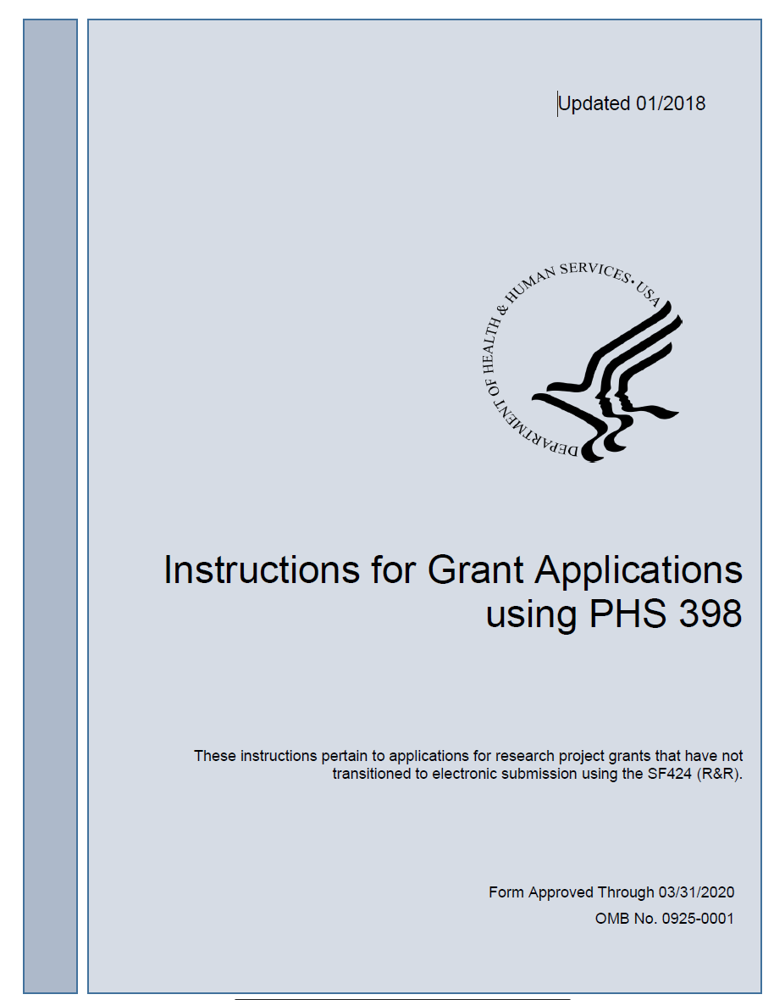 Updated 01/2018
DEPARTMENT OF HEALTH & HUMAN SERVICES • USA
Instructions for Grant Applications
using PHS 398
These instructions pertain to applications for research project grants that have not
transitioned to electronic submission using the SF424 (R&R).
Form Approved Through 03/31/2020
OMB No. 0925-0001